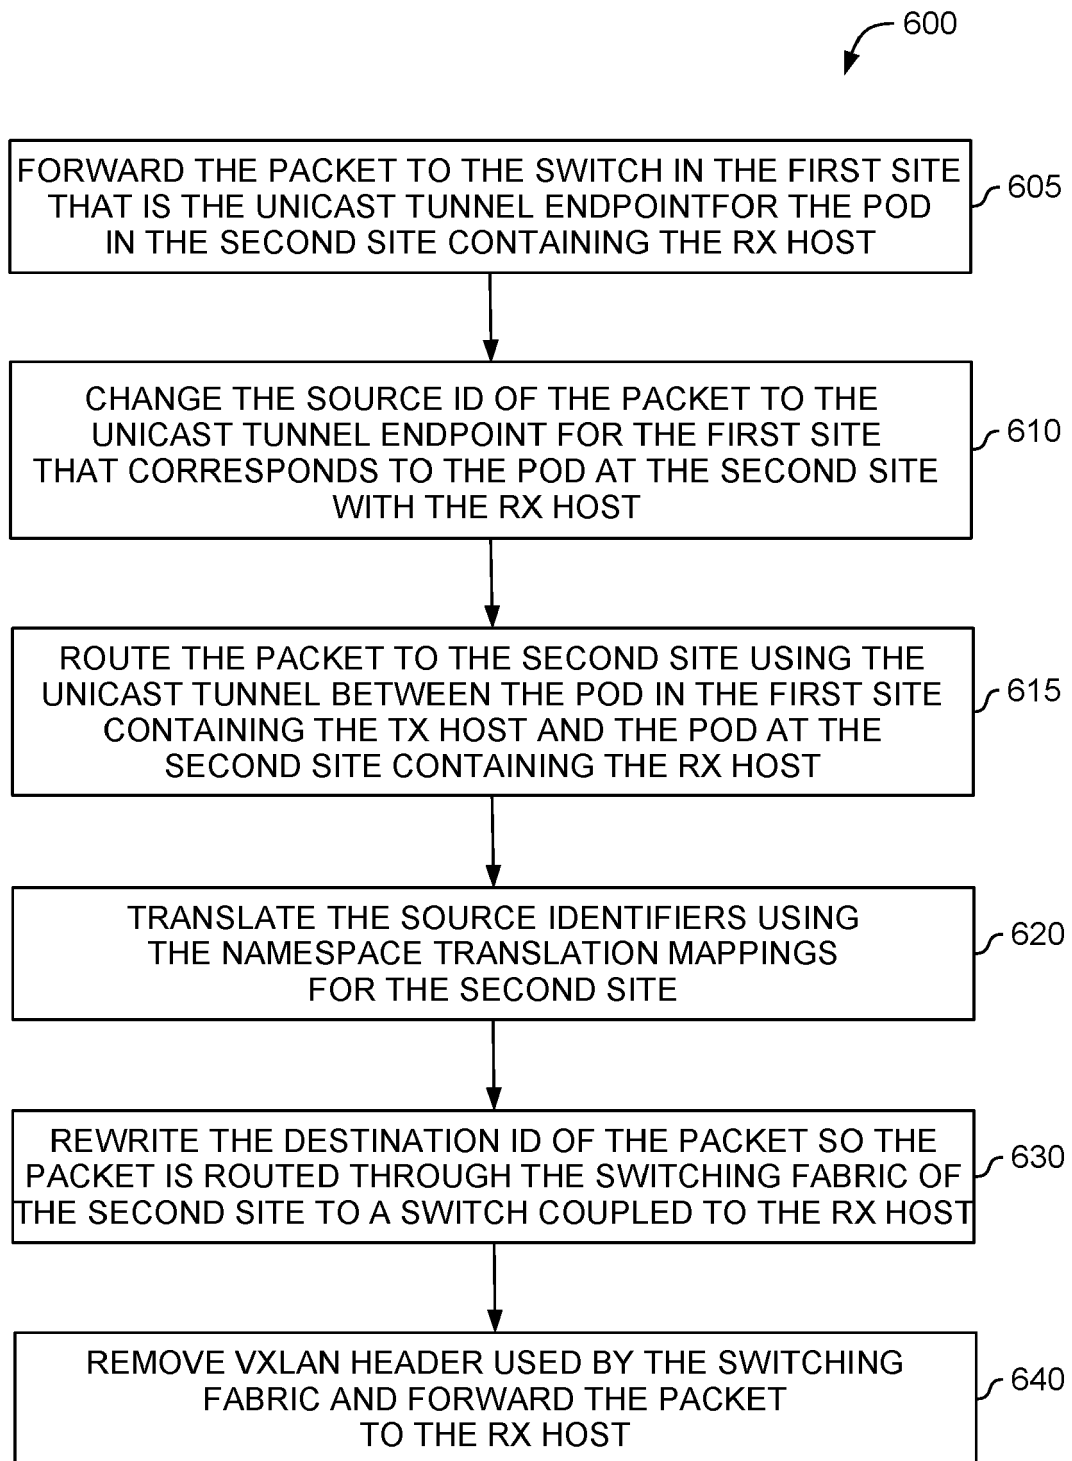 600
FORWARD THE PACKET TO THE SWITCH IN THE FIRST SITE
THAT IS THE UNICAST TUNNEL ENDPOINTFOR THE POD
IN THE SECOND SITE CONTAINING THE RX HOST
605
CHANGE THE SOURCE ID OF THE PACKET TO THE
UNICAST TUNNEL ENDPOINT FOR THE FIRST SITE
THAT CORRESPONDS TO THE POD AT THE SECOND SITE
WITH THE RX HOST
610
ROUTE THE PACKET TO THE SECOND SITE USING THE
UNICAST TUNNEL BETWEEN THE POD IN THE FIRST SITE
CONTAINING THE TX HOST AND THE POD AT THE
SECOND SITE CONTAINING THE RX HOST
615
TRANSLATE THE SOURCE IDENTIFIERS USING
THE NAMESPACE TRANSLATION MAPPINGS
FOR THE SECOND SITE
620
REWRITE THE DESTINATION ID OF THE PACKET SO THE
PACKET IS ROUTED THROUGH THE SWITCHING FABRIC OF
THE SECOND SITE TO A SWITCH COUPLED TO THE RX HOST
630
REMOVE VXLAN HEADER USED BY THE SWITCHING
FABRIC AND FORWARD THE PACKET
TO THE RX HOST
640